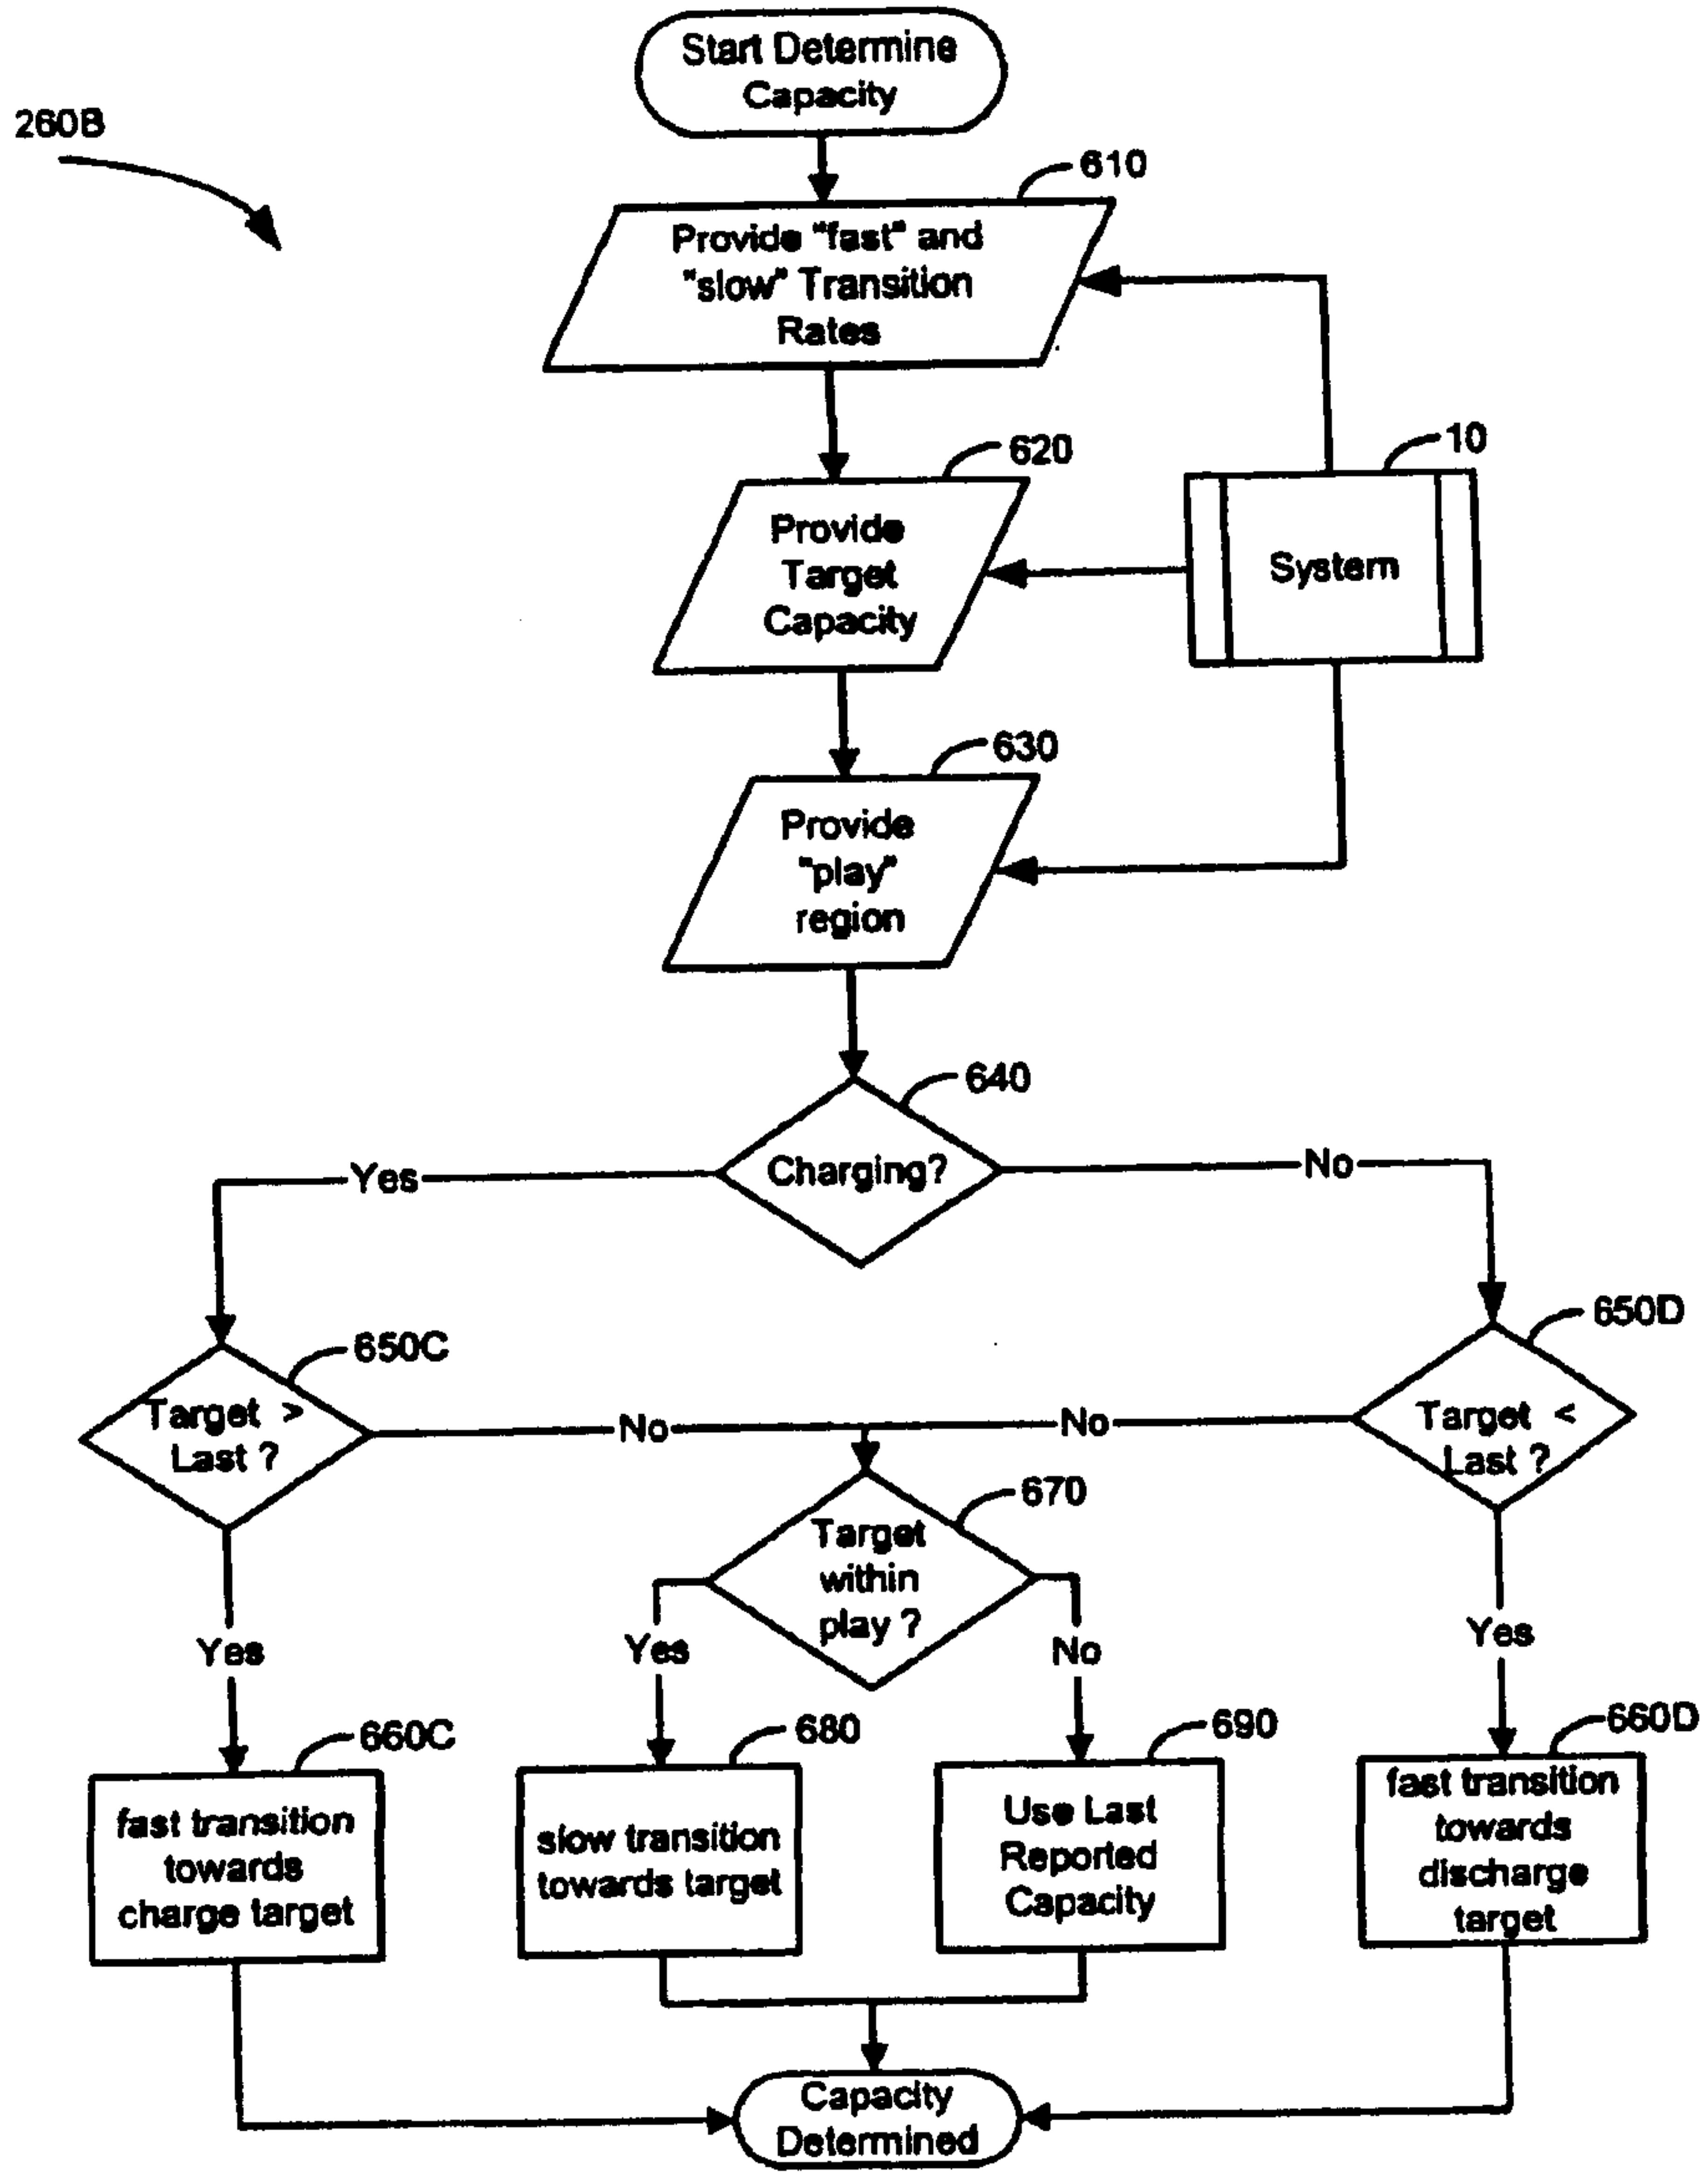 Start Determine
Capacity
260B
610
Provide "fast" and
"slow" Transition
Rates
10
620
Provide
Target
Capacity
System
630
Provide
"play"
region
640
Charging?
Yes
No
650C
650D
Target >
Last ?
No
No
Target <
Last ?
670
Target
within
play ?
Yes
Yes
No
Yes
660C
680
690
660D
fast transition
towards
charge target
slow transition
towards target
Use Last
Reported
Capacity
fast transition
towards
discharge
target
Capacity
Determined